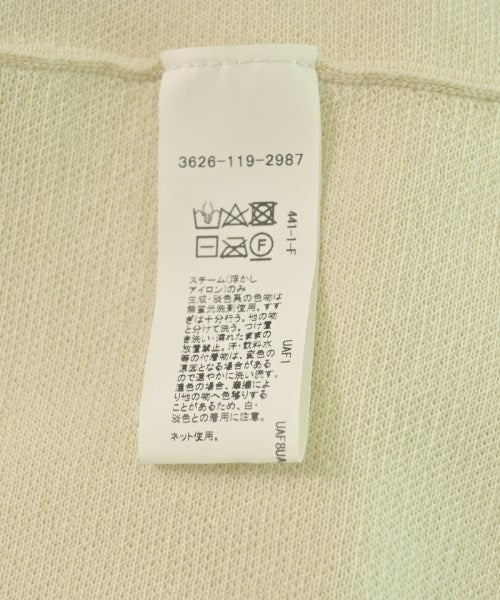 3626-119-2987
441-1-F
F
スチーム(浮かし
アイロン)のみ
生成・淡色系の色物は
無蛍光洗剤使用。すす
ぎは十分行う。他の物
と分けて洗う。つけ置
き洗い・濡れたままの
放置禁止。汗・飲料水
等の付着物は、変色の
原因となる場合がある
ので速やかに洗い流す。
濃色の場合、摩擦によ
り他の物へ色移りする
ことがあるため、白・
淡色との着用に注意。
ネット使用。
UAF1
UAF8UA